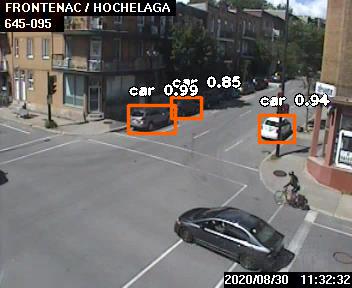 FRONTENAC / HOCHELAGA
645-095
car 0.99
car 0.85
car 0.94
2020/08/30 11:32:32